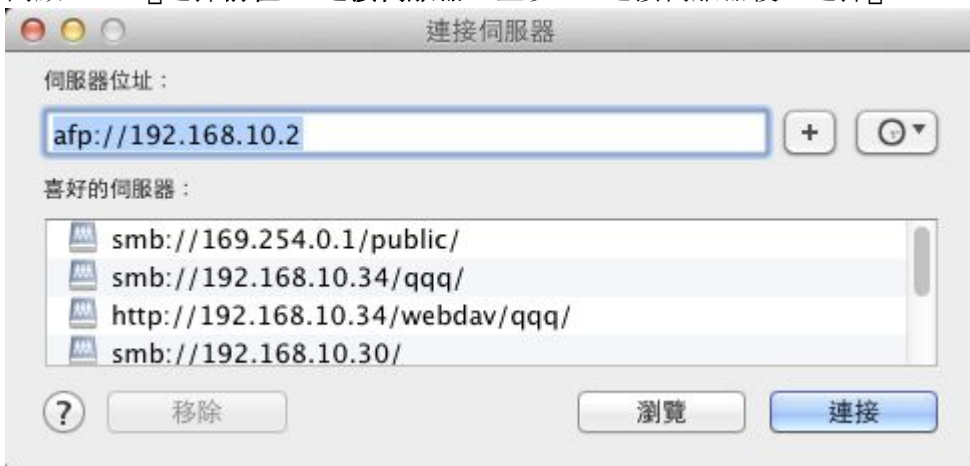 連接伺服器
伺服器位址：
afp://192.168.10.2
+
喜好的伺服器：
smb://169.254.0.1/public/
smb://192.168.10.34/qqq/
http://192.168.10.34/webdav/qqq/
smb://192.168.10.30/
? 移除 瀏覽 連接